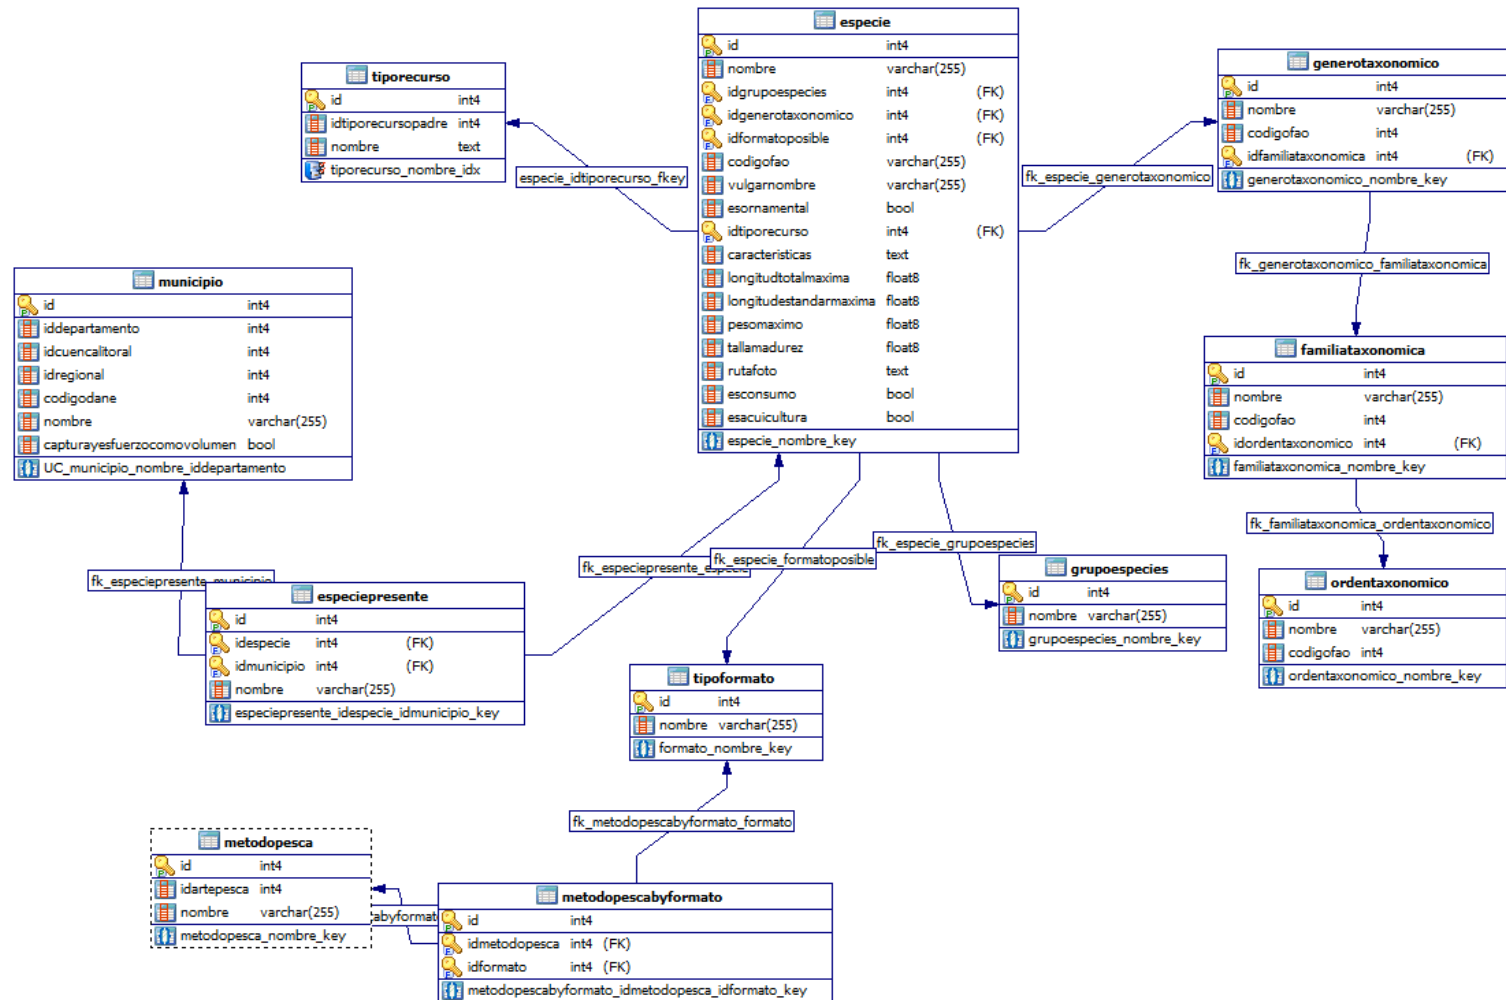 especie
id int4
nombre varchar(255)
idgrupoespecies int4 (FK)
idgenerotaxonomico int4 (FK)
idformatoposible int4 (FK)
codigofao varchar(255)
vulgarnombre varchar(255)
esornamental bool
idtiporecurso int4 (FK)
caracteristicas text
longitudtotalmaxima float8
longitudestandarmaxima float8
pesomaximo float8
tallamadurez float8
rutafoto text
esconsumo bool
esacuicultura bool
especie_nombre_key
tiporecurso
id int4
idtiporecursopadre int4
nombre text
tiporecurso_nombre_idx
especie_idtiporecurso_fkey
generotaxonomico
id int4
nombre varchar(255)
codigofao int4
idfamiliataxonomica int4 (FK)
generotaxonomico_nombre_key
fk_especie_generotaxonomico
fk_generotaxonomico_familiataxonomica
municipio
id int4
iddepartamento int4
idcuencalitoral int4
idregional int4
codigodane int4
nombre varchar(255)
capturayesfuerzocomovolumen bool
UC_municipio_nombre_iddepartamento
familiataxonomica
id int4
nombre varchar(255)
codigofao int4
idordentaxonomico int4 (FK)
familiataxonomica_nombre_key
fk_familiataxonomica_ordentaxonomico
fk_especiepresente_municipio
fk_especiepresente_especie
fk_especie_formatoposible
fk_especie_grupoespecies
especiepresente
id int4
idespecie int4 (FK)
idmunicipio int4 (FK)
nombre varchar(255)
especiepresente_idespecie_idmunicipio_key
grupoespecies
id int4
nombre varchar(255)
grupoespecies_nombre_key
ordentaxonomico
id int4
nombre varchar(255)
codigofao int4
ordentaxonomico_nombre_key
tipoformato
id int4
nombre varchar(255)
formato_nombre_key
fk_metodopescabyformato_formato
metodopesca
id int4
idartepesca int4
nombre varchar(255)
metodopesca_nombre_key
abyformat
metodopescabyformato
id int4
idmetodopesca int4 (FK)
idformato int4 (FK)
metodopescabyformato_idmetodopesca_idformato_key